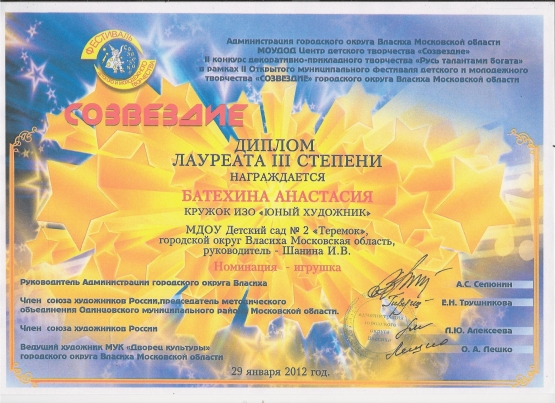 Администрация городского округа Власиха Московской области
МОУДОД Центр детского творчества «Созвездие»
II конкурс декоративно-прикладного творчества «Русь талантами богата»
в рамках II Открытого муниципального фестиваля детского и молодежного
творчества «СОЗВЕЗДИЕ» городского округа Власиха Московской области
ФЕСТИВАЛЬ
СОЗВЕЗДИЕ
ДИПЛОМ
ЛАУРЕАТА III СТЕПЕНИ
НАГРАЖДАЕТСЯ
БАТЕХИНА АНАСТАСИЯ
КРУЖОК ИЗО «ЮНЫЙ ХУДОЖНИК»
МДОУ Детский сад № 2 «Теремок»,
городской округ Власиха Московская область,
руководитель - Шанина И.В.
Номинация - игрушка
Руководитель Администрации городского округа Власиха А.С. Селюнин
Член союза художников России,председатель методического Е.Н. Трушникова
объединения Одинцовского муниципального района Московской области.
Член союза художников России Л.Ю. Алексеева
Ведущий художник МУК «Дворец культуры» О. А. Лешко
городского округа Власиха Московской области
29 января 2012 год.